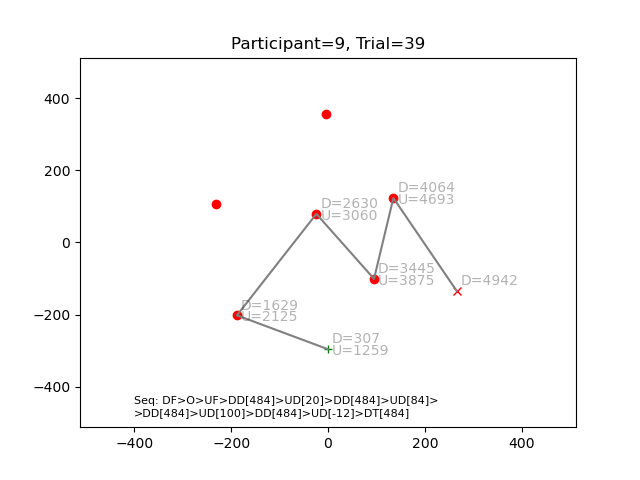 Participant=9, Trial=39
400
200
0
−200
−400
D=4064
U=4693
D=2630
U=3060
D=3445
U=3875
D=4942
D=1629
U=2125
D=307
U=1259
Seq: DF>O>UF>DD[484]>UD[20]>DD[484]>UD[84]>
>DD[484]>UD[100]>DD[484]>UD[-12]>DT[484]
−400 −200 0 200 400